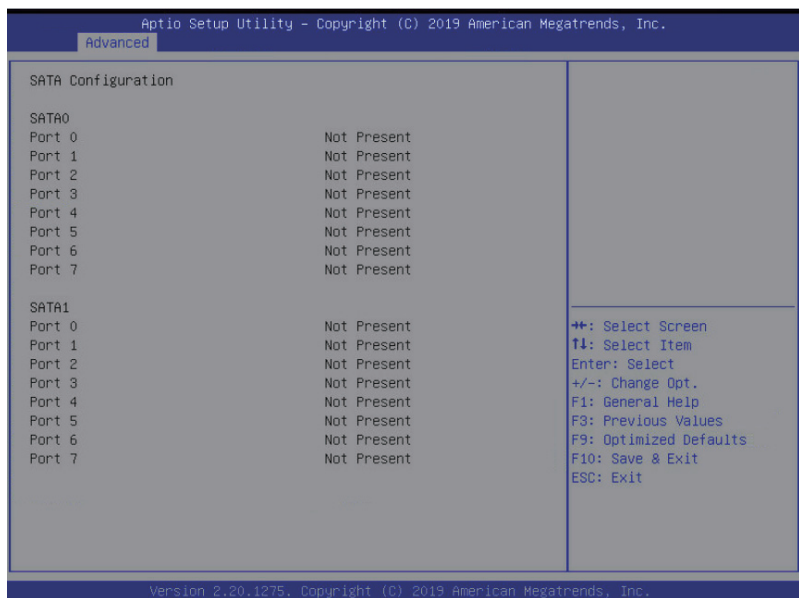 Aptio Setup Utility – Copyright (C) 2019 American Megatrends, Inc.
Advanced
SATA Configuration
SATA0
Port 0 Not Present
Port 1 Not Present
Port 2 Not Present
Port 3 Not Present
Port 4 Not Present
Port 5 Not Present
Port 6 Not Present
Port 7 Not Present
SATA1
Port 0 Not Present
Port 1 Not Present
Port 2 Not Present
Port 3 Not Present
Port 4 Not Present
Port 5 Not Present
Port 6 Not Present
Port 7 Not Present
→←: Select Screen
↑↓: Select Item
Enter: Select
+/-: Change Opt.
F1: General Help
F3: Previous Values
F9: Optimized Defaults
F10: Save & Exit
ESC: Exit
Version 2.20.1275. Copyright (C) 2019 American Megatrends, Inc.